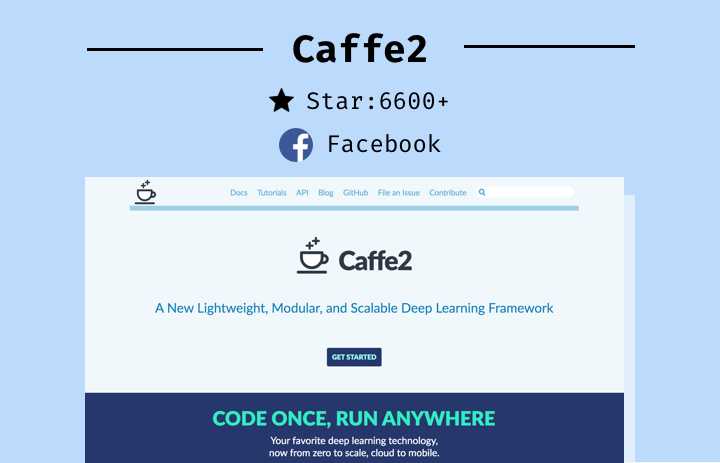 Caffe2
Star:6600+
Facebook
Docs Tutorials API Blog GitHub File an Issue Contribute
Caffe2
A New Lightweight, Modular, and Scalable Deep Learning Framework
GET STARTED
CODE ONCE, RUN ANYWHERE
Your favorite deep learning technology,
now from zero to scale, cloud to mobile.